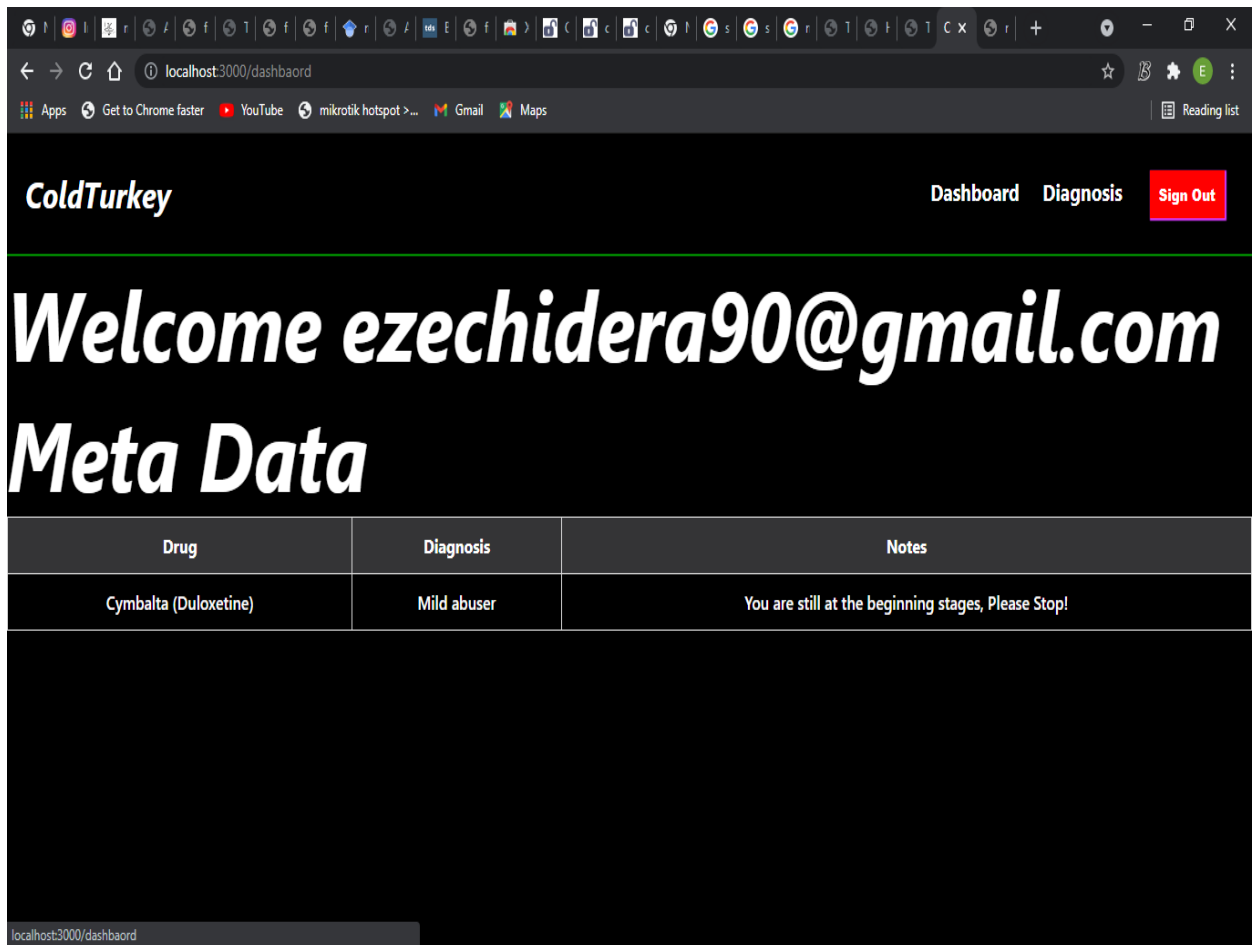 localhost:3000/dashbaord
Apps Get to Chrome faster YouTube mikrotik hotspot >... Gmail Maps Reading list
ColdTurkey Dashboard Diagnosis Sign Out
Welcome ezechidera90@gmail.com
Meta Data
Drug Diagnosis Notes
Cymbalta (Duloxetine) Mild abuser You are still at the beginning stages, Please Stop!
localhost:3000/dashbaord